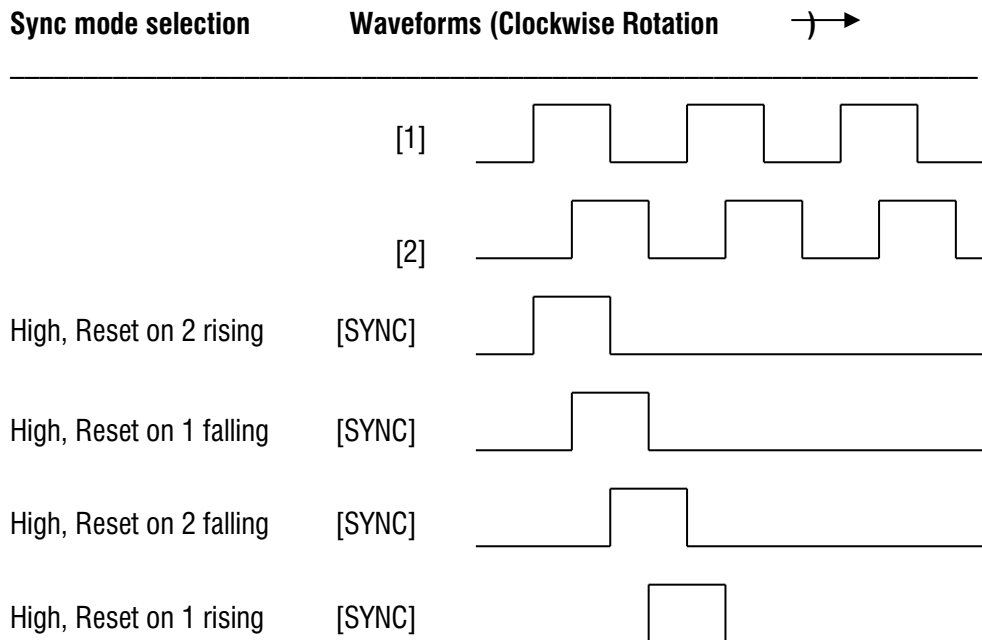 Sync mode selection Waveforms (Clockwise Rotation )
[1]
[2]
High, Reset on 2 rising [SYNC]
High, Reset on 1 falling [SYNC]
High, Reset on 2 falling [SYNC]
High, Reset on 1 rising [SYNC]